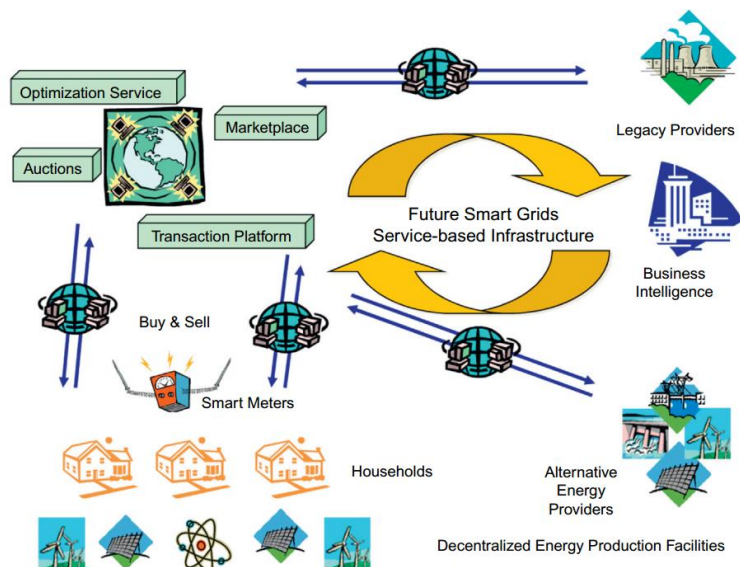 Optimization Service
Marketplace
Auctions
Transaction Platform
Legacy Providers
Future Smart Grids
Service-based Infrastructure
Business
Intelligence
Buy & Sell
Smart Meters
Households
Alternative
Energy
Providers
Decentralized Energy Production Facilities